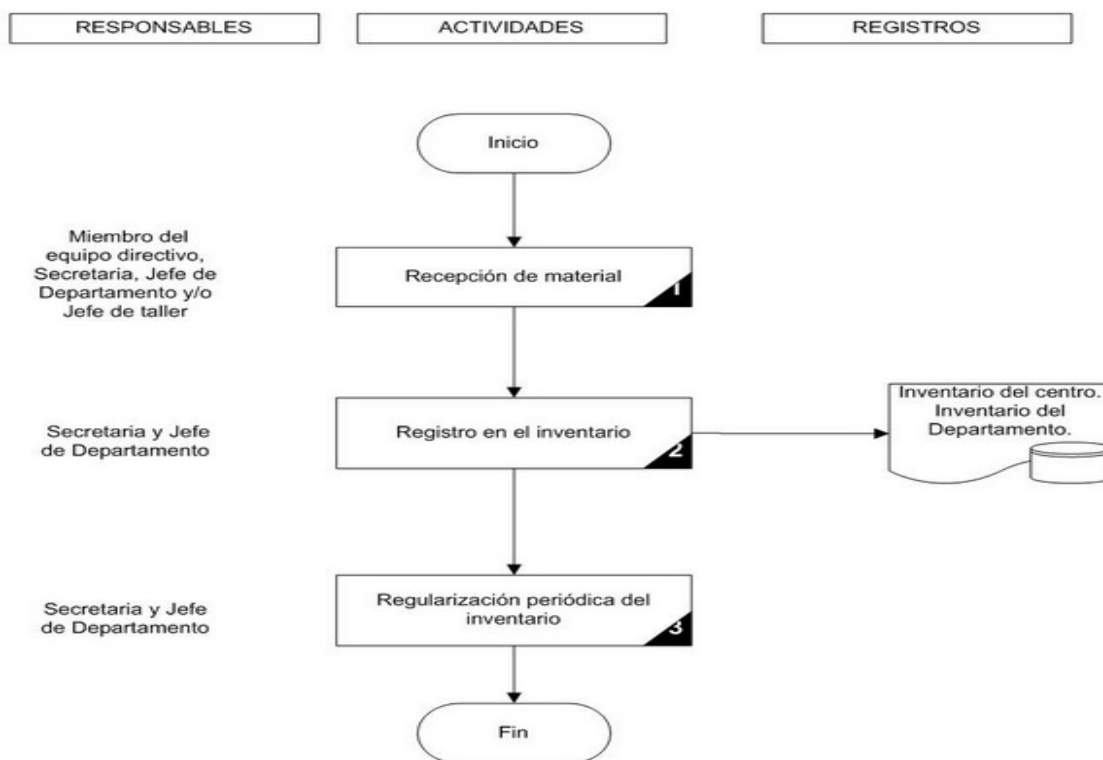 RESPONSABLES
ACTIVIDADES
REGISTROS
Inicio
Miembro del
equipo directivo,
Secretaria, Jefe de
Departamento y/o
Jefe de taller
Recepción de material
1
Secretaria y Jefe
de Departamento
Registro en el inventario
2
Inventario del centro.
Inventario del
Departamento.
Secretaria y Jefe
de Departamento
Regularización periódica del
inventario
3
Fin